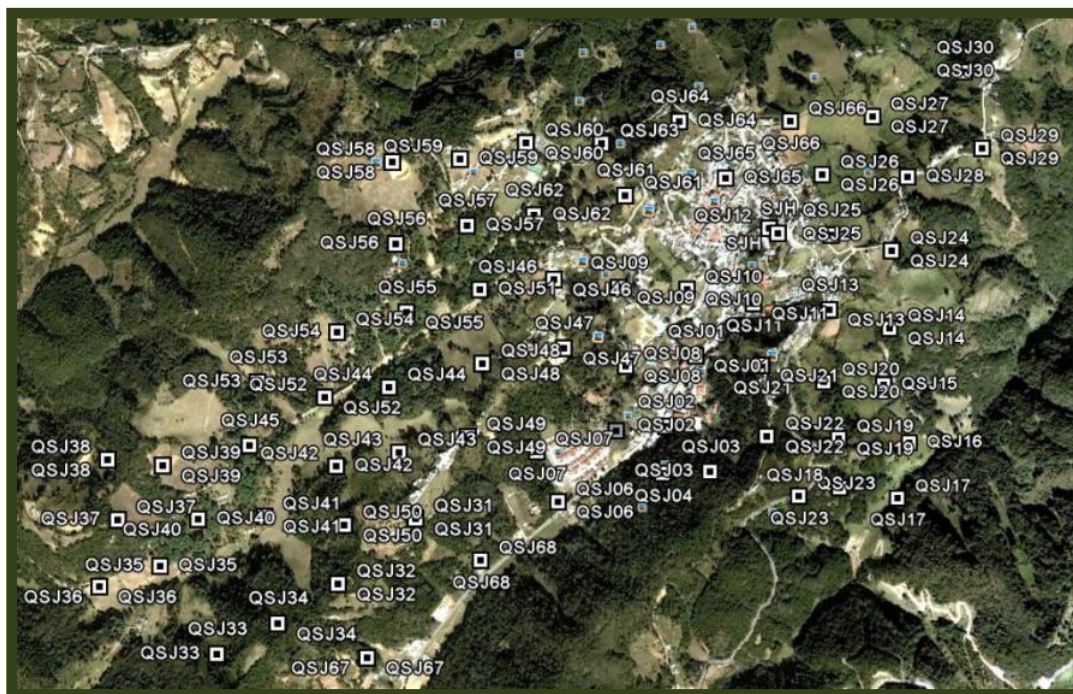 QSJ30
QSJ30
QSJ64
QSJ66
QSJ27
QSJ64
QSJ27
QSJ58
QSJ59
QSJ60
QSJ63
QSJ66
QSJ29
QSJ58
QSJ59
QSJ60
QSJ29
QSJ61
QSJ65
QSJ65
QSJ26
QSJ26
QSJ28
QSJ61
QSJ62
QSJ57
QSJ62
QSJ56
QSJ57
QSJ12
SJH
QSJ25
QSJ25
QSJ56
SJH
QSJ24
QSJ24
QSJ46
QSJ09
QSJ10
QSJ55
QSJ51
QSJ46
QSJ09
QSJ10
QSJ13
QSJ54
QSJ54
QSJ55
QSJ47
QSJ01
QSJ11
QSJ11
QSJ13
QSJ14
QSJ14
QSJ53
QSJ48
QSJ47
QSJ08
QSJ01
QSJ53
QSJ52
QSJ44
QSJ44
QSJ48
QSJ08
QSJ21
QSJ21
QSJ20
QSJ20
QSJ15
QSJ52
QSJ02
QSJ45
QSJ43
QSJ43
QSJ49
QSJ07
QSJ02
QSJ22
QSJ19
QSJ38
QSJ39
QSJ42
QSJ42
QSJ49
QSJ22
QSJ19
QSJ16
QSJ38
QSJ39
QSJ07
QSJ03
QSJ03
QSJ18
QSJ06
QSJ04
QSJ23
QSJ17
QSJ37
QSJ37
QSJ40
QSJ40
QSJ41
QSJ41
QSJ50
QSJ50
QSJ31
QSJ31
QSJ06
QSJ23
QSJ17
QSJ68
QSJ35
QSJ35
QSJ32
QSJ68
QSJ36
QSJ36
QSJ32
QSJ34
QSJ33
QSJ34
QSJ33
QSJ67
QSJ67